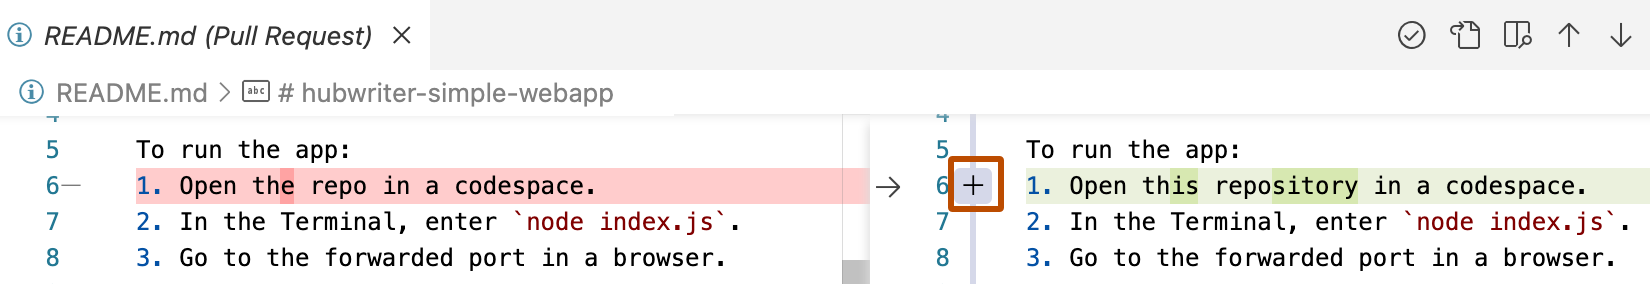 README.md (Pull Request)
README.md > abc # hubwriter-simple-webapp
4
5 To run the app:
6— 1. Open the repo in a codespace.
7 2. In the Terminal, enter `node index.js`.
8 3. Go to the forwarded port in a browser.
4
5 To run the app:
→ 6 + 1. Open this repository in a codespace.
7 2. In the Terminal, enter `node index.js`.
8 3. Go to the forwarded port in a browser.